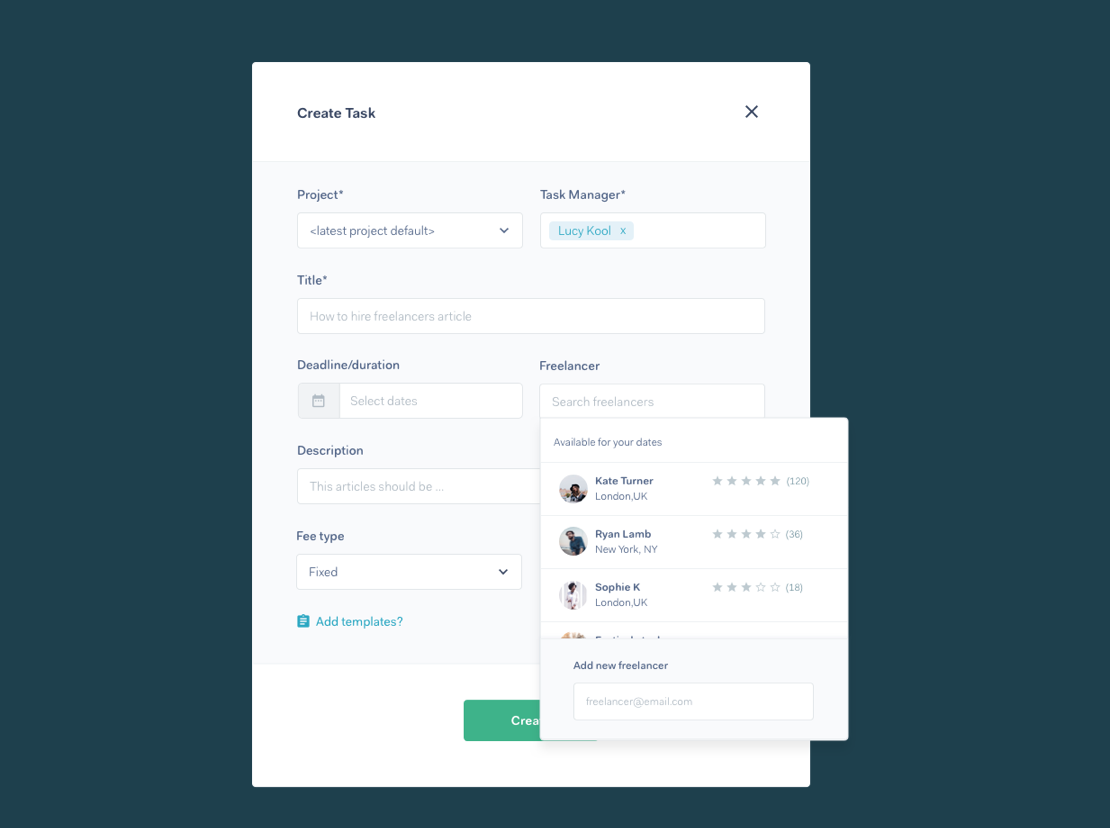 Create Task
Project*
Task Manager*
<latest project default>
Lucy Kool x
Title*
How to hire freelancers article
Deadline/duration
Freelancer
Select dates
Search freelancers
Available for your dates
Description
This articles should be ...
Kate Turner
(120)
London,UK
Ryan Lamb
(36)
New York, NY
Fee type
Fixed
Sophie K
(18)
London,UK
Add templates?
Add new freelancer
freelancer@email.com
Crea